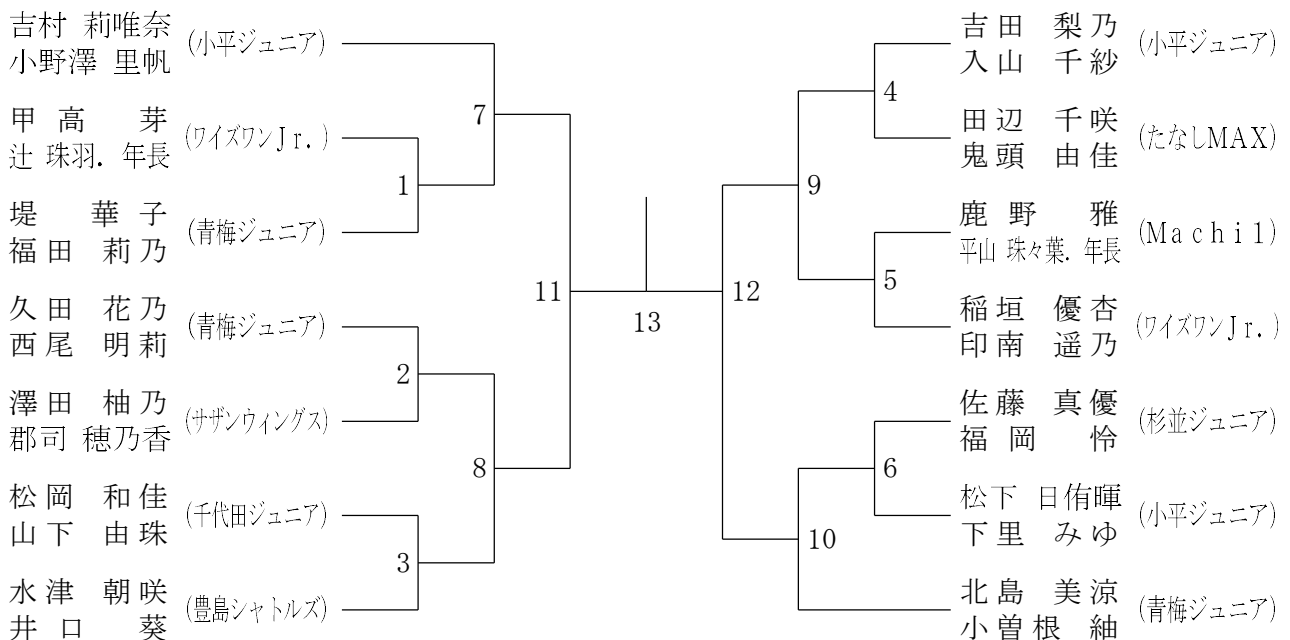 吉村 莉唯奈
小野澤 里帆
(小平ジュニア)
甲高 芽
辻 珠羽. 年長
(ワイズワンJr.)
堤 華子
福田 莉乃
(青梅ジュニア)
久田 花乃
西尾 明莉
(青梅ジュニア)
澤田 柚乃
郡司 穂乃香
(サザンウィングス)
松岡 和佳
山下 由珠
(千代田ジュニア)
水津 朝咲
井口 葵
(豊島シャトルズ)
7
1
2
8
3
11
13
12
4
9
5
6
10
吉田 梨乃
入山 千紗
(小平ジュニア)
田辺 千咲
鬼頭 由佳
(たなしMAX)
鹿野 雅
平山 珠々葉. 年長
(Machi1)
稲垣 優杏
印南 遥乃
(ワイズワンJr.)
佐藤 真優
福岡 怜
(杉並ジュニア)
松下 日侑暉
下里 みゆ
(小平ジュニア)
北島 美涼
小曽根 紬
(青梅ジュニア)